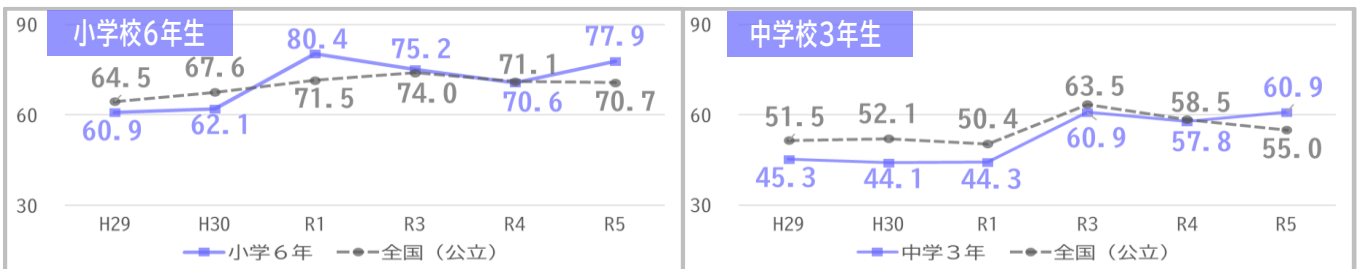 小学校6年生
90
60
30
64.5
67.6
80.4
75.2
71.1
77.9
60.9
62.1
71.5
74.0
70.6
70.7
H29
H30
R1
R3
R4
R5
小学6年
全国（公立）
中学校3年生
90
60
30
51.5
52.1
50.4
63.5
58.5
60.9
45.3
44.1
44.3
60.9
57.8
55.0
H29
H30
R1
R3
R4
R5
中学3年
全国（公立）